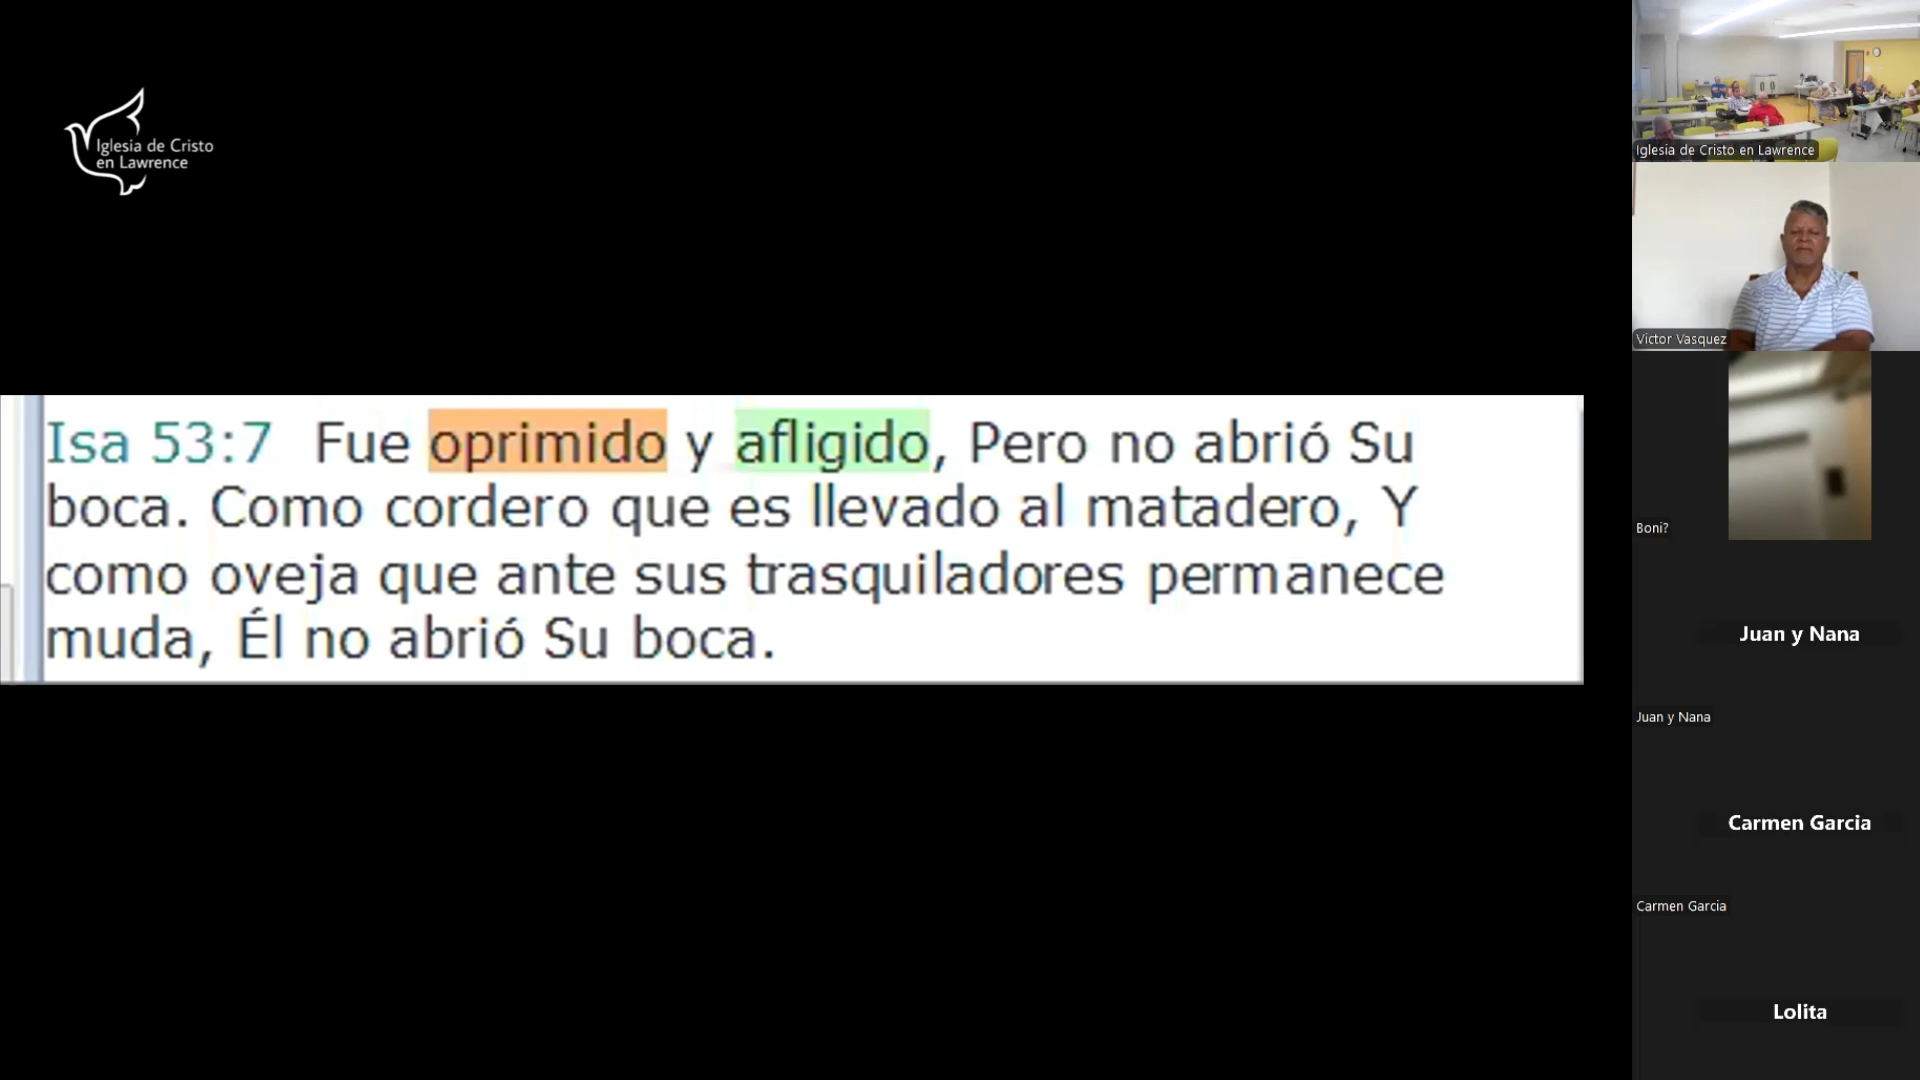 Iglesia de Cristo
en Lawrence
Isa 53:7 Fue oprimido y afligido, Pero no abrió Su
boca. Como cordero que es llevado al matadero, Y
como oveja que ante sus trasquiladores permanece
muda, Él no abrió Su boca.
Iglesia de Cristo en Lawrence
Victor Vasquez
Boni?
Juan y Nana
Juan y Nana
Carmen Garcia
Carmen Garcia
Lolita